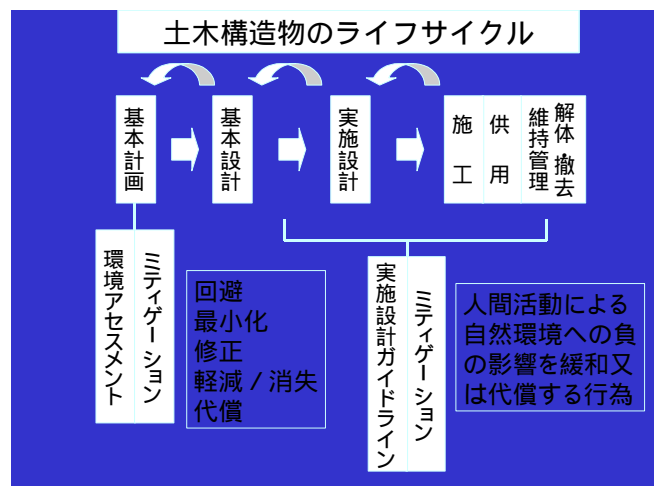 土木構造物のライフサイクル
基本計画
基本設計
実施設計
施工
供用
維持管理
解体・撤去
環境アセスメント
ミティゲーション
回避
最小化
修正
軽減/消失
代償
実施設計ガイドライン
ミティゲーション
人間活動による
自然環境への負
の影響を緩和又
は代償する行為